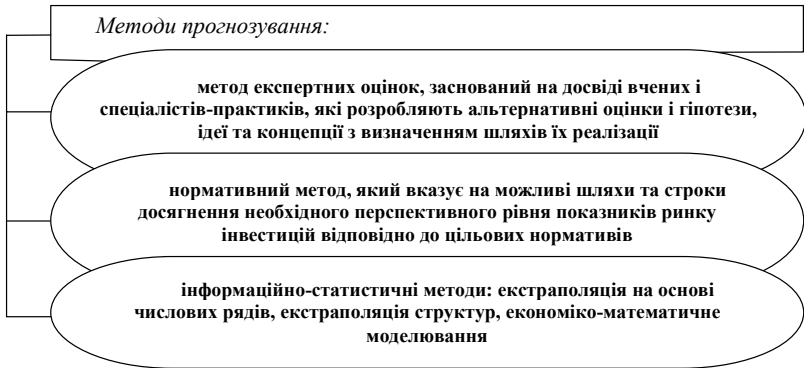 Методи прогнозування:
метод експертних оцінок, заснований на досвіді вчених і
спеціалістів-практиків, які розробляють альтернативні оцінки і гіпотези,
ідеї та концепції з визначенням шляхів їх реалізації
нормативний метод, який вказує на можливі шляхи та строки
досягнення необхідного перспективного рівня показників ринку
інвестицій відповідно до цільових нормативів
інформаційно-статистичні методи: екстраполяція на основі
числових рядів, екстраполяція структур, економіко-математичне
моделювання